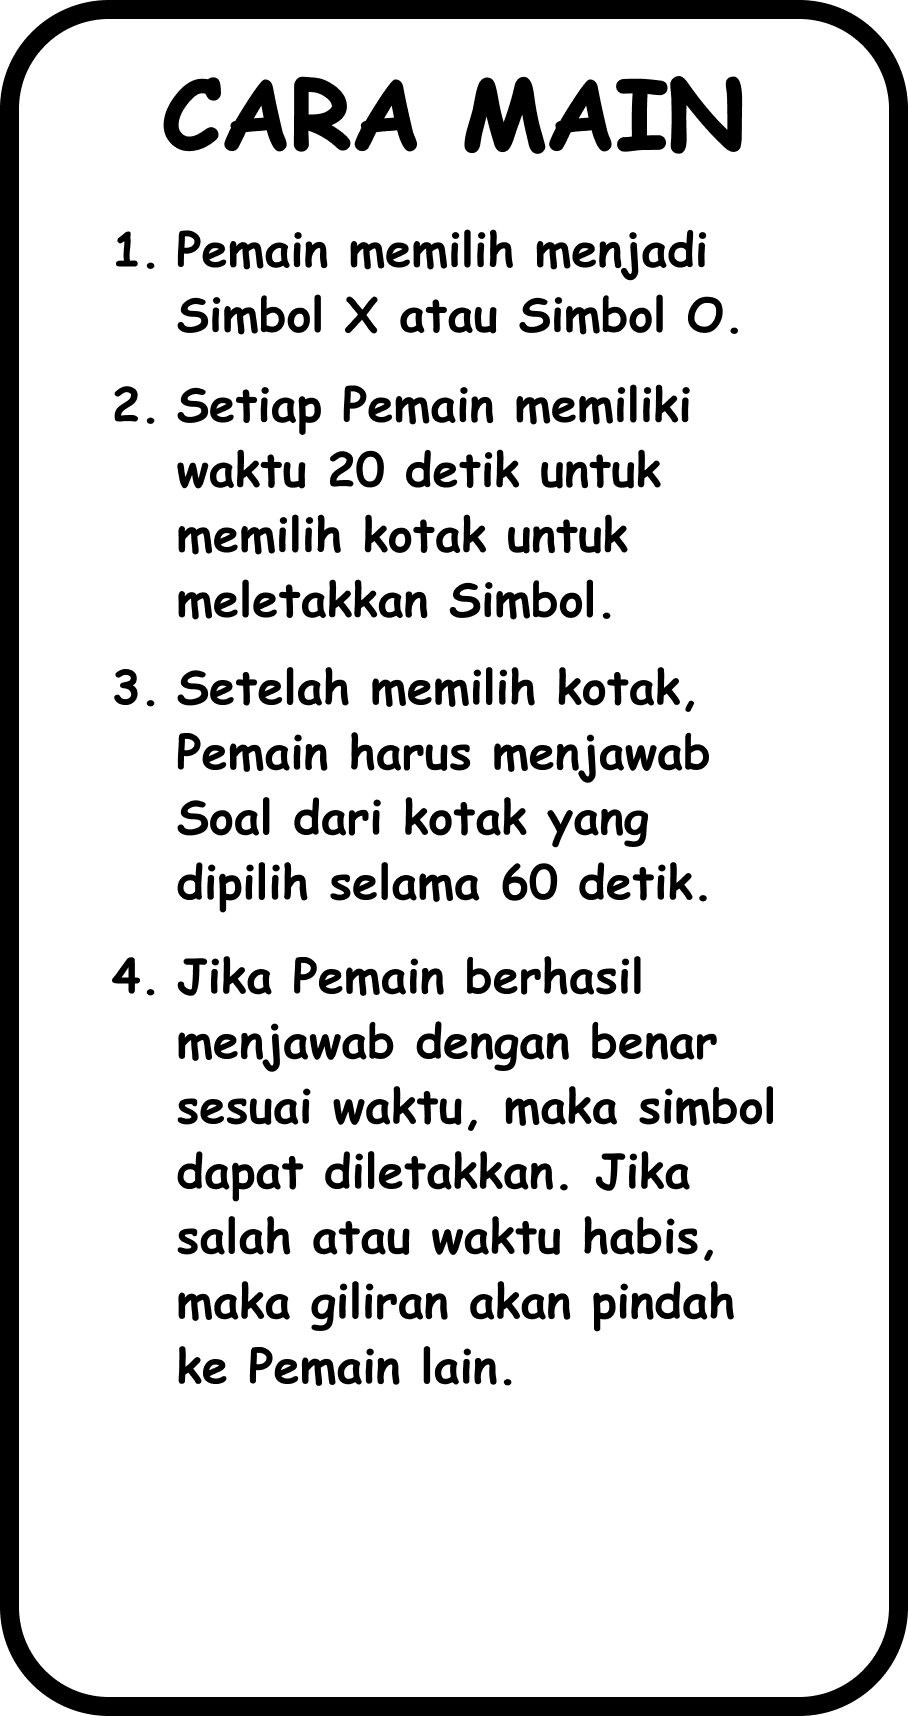 CARA MAIN
1. Pemain memilih menjadi
Simbol X atau Simbol O.
2. Setiap Pemain memiliki
waktu 20 detik untuk
memilih kotak untuk
meletakkan Simbol.
3. Setelah memilih kotak,
Pemain harus menjawab
Soal dari kotak yang
dipilih selama 60 detik.
4. Jika Pemain berhasil
menjawab dengan benar
sesuai waktu, maka simbol
dapat diletakkan. Jika
salah atau waktu habis,
maka giliran akan pindah
ke Pemain lain.